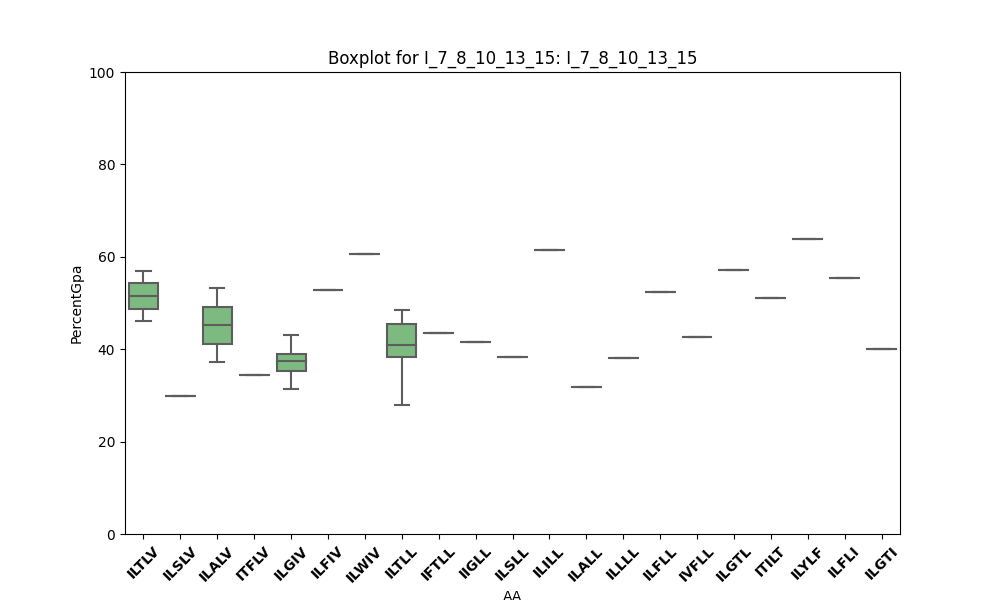 Boxplot for I_7_8_10_13_15: I_7_8_10_13_15
100
80
60
40
20
0
PercentGpa
ILTLV ILSLV ILALV ITFLV ILGIV ILFIV ILWIV ILTLL IFTLL IIGLL ILSLL ILILL ILALL ILLLL ILFLL IVFLL ILGTL ITILT ILYLF ILFLI ILGTI
AA